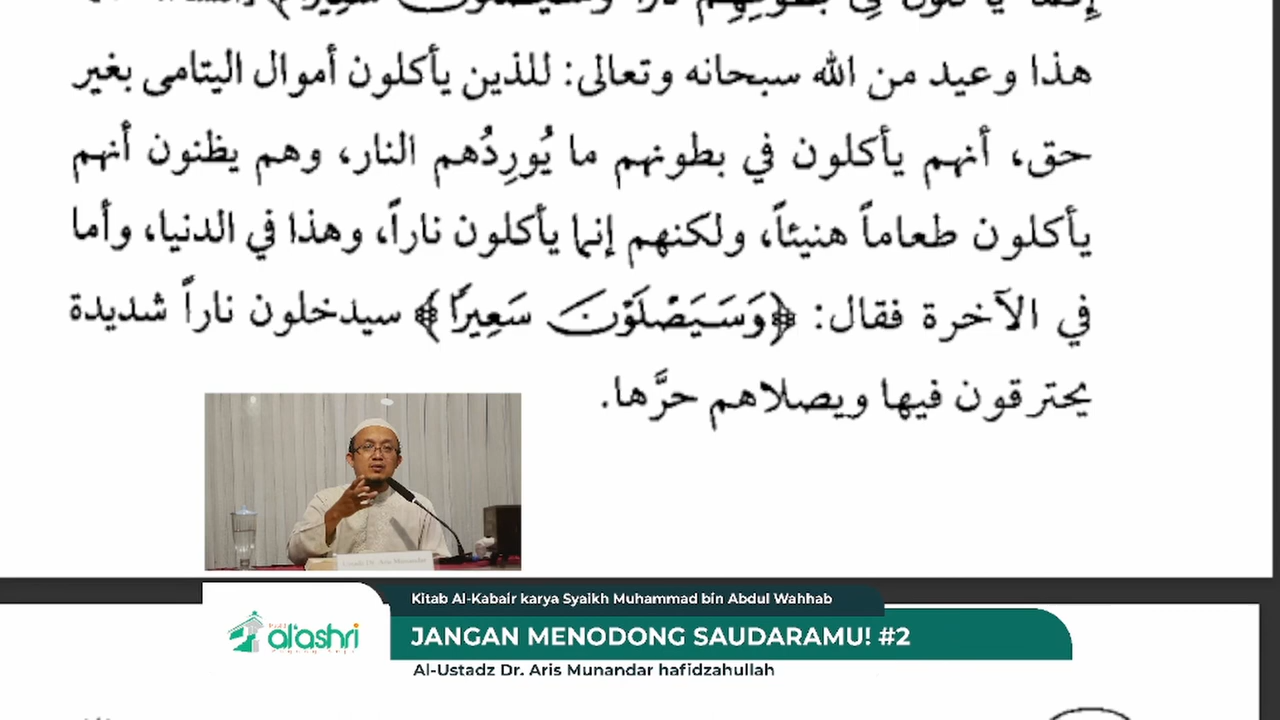 هذا وعيد من الله سبحانه وتعالى: للذين يأكلون أموال اليتامى بغير
حق، أنهم يأكلون في بطونهم ما يُورِدُهم النار، وهم يظنون أنهم
يأكلون طعاماً هنيئاً، ولكنهم إنما يأكلون ناراً، وهذا في الدنيا، وأما
في الآخرة فقال: ﴿وَسَيَصْلَوْنَ سَعِيرًا﴾ سيدخلون ناراً شديدة
يحترقون فيها ويصلاهم حرَّها.
Kitab Al-Kabair karya Syaikh Muhammad bin Abdul Wahhab
al'ashri
JANGAN MENODONG SAUDARAMU! #2
Al-Ustadz Dr. Aris Munandar hafidzahullah